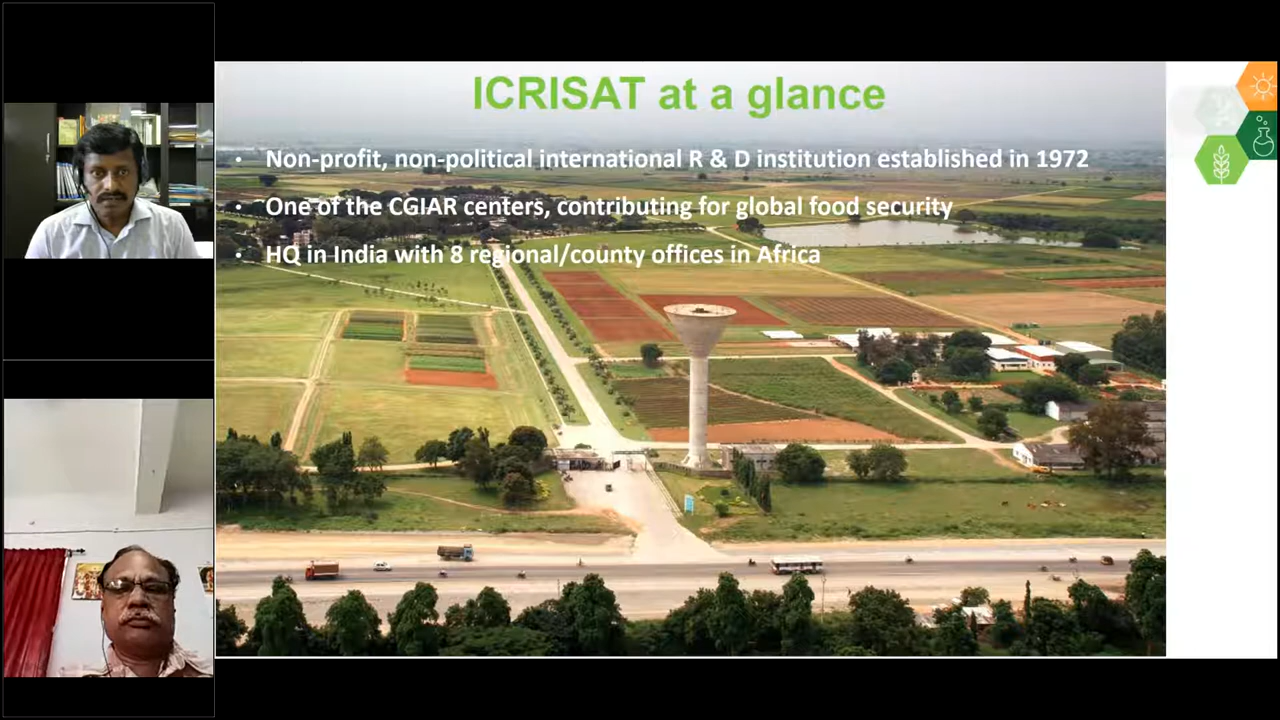 ICRISAT at a glance
• Non-profit, non-political international R & D institution established in 1972
• One of the CGIAR centers, contributing for global food security
• HQ in India with 8 regional/county offices in Africa